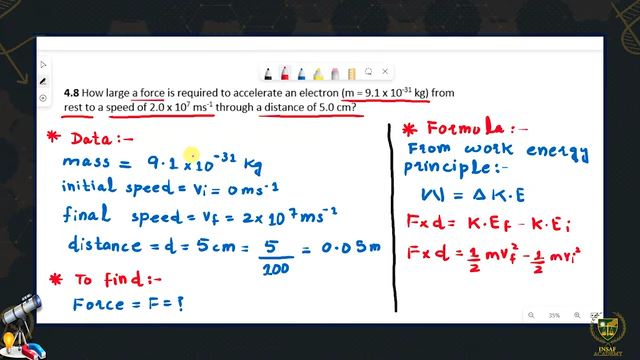 4.8 How large a force is required to accelerate an electron (m = 9.1 x 10⁻³¹ kg) from
rest to a speed of 2.0 x 10⁷ ms⁻¹ through a distance of 5.0 cm?
* Data:-
mass = 9.1 × 10⁻³¹ kg
initial speed = vi = 0 ms⁻¹
final speed = vf = 2 × 10⁷ ms⁻¹
distance = d = 5 cm = 5/200 = 0.05 m
* To find:-
Force = F = ?
* Formula:-
From work energy
principle:-
W = Δ K.E
F x d = K.Ef - K.Ei
F x d = 1/2 mvf² - 1/2 mvi²
35%
INSAF
ACADEMY